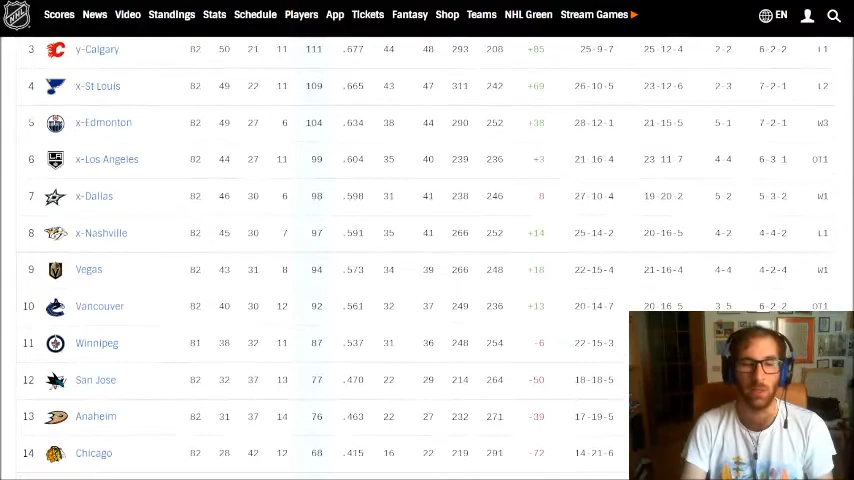 Scores News Video Standings Stats Schedule Players App Tickets Fantasy Shop Teams NHL Green Stream Games EN
3 y-Calgary 82 50 21 11 111 .677 44 48 293 208 +85 25-9-7 25-12-4 2-2 6-2-2 L1
4 x-St Louis 82 49 22 11 109 .665 43 47 311 242 +69 26-10-5 23-12-6 2-3 7-2-1 L2
5 x-Edmonton 82 49 27 6 104 .634 38 44 290 252 +38 28-12-1 21-15-5 5-1 7-2-1 W3
6 x-Los Angeles 82 44 27 11 99 .604 35 40 239 236 +3 21 16-4 23 11-7 4-4 6-3 1 OT1
7 x-Dallas 82 46 30 6 98 .598 31 41 238 246 8 27-10 4 19-20 2 5 2 5-3 2 W1
8 x-Nashville 82 45 30 7 97 .591 35 41 266 252 +14 25-14-2 20-16-5 4-2 4-4-2 L1
9 Vegas 82 43 31 8 94 .573 34 39 266 248 +18 22-15-4 21-16-4 4-4 4-2-4 W1
10 Vancouver 82 40 30 12 92 .561 32 37 249 236 +13 20-14-7 20-16 5 3-5 6-2-2 OT1
11 Winnipeg 81 38 32 11 87 .537 31 36 248 254 -6 22-15-3
12 San Jose 82 32 37 13 77 .470 22 29 214 264 -50 18-18-5
13 Anaheim 82 31 37 14 76 .463 22 27 232 271 -39 17-19-5
14 Chicago 82 28 42 12 68 .415 16 22 219 291 -72 14-21-6